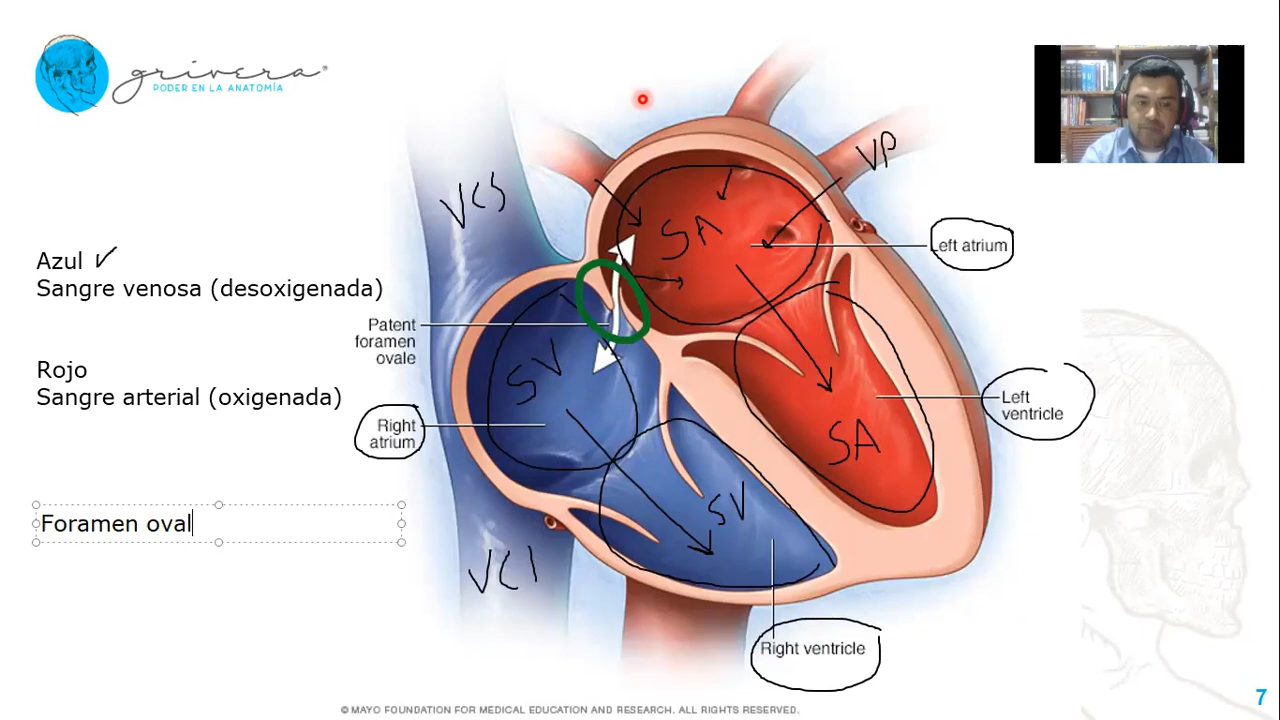 grivera®
PODER EN LA ANATOMÍA
VCS
VP
SA
Left atrium
Azul ✓
Sangre venosa (desoxigenada)
Patent
foramen
ovale
Rojo
Sangre arterial (oxigenada)
SV
Left
ventricle
Right
atrium
SA
SV
Foramen oval
VCI
Right ventricle
7
© MAYO FOUNDATION FOR MEDICAL EDUCATION AND RESEARCH. ALL RIGHTS RESERVED.